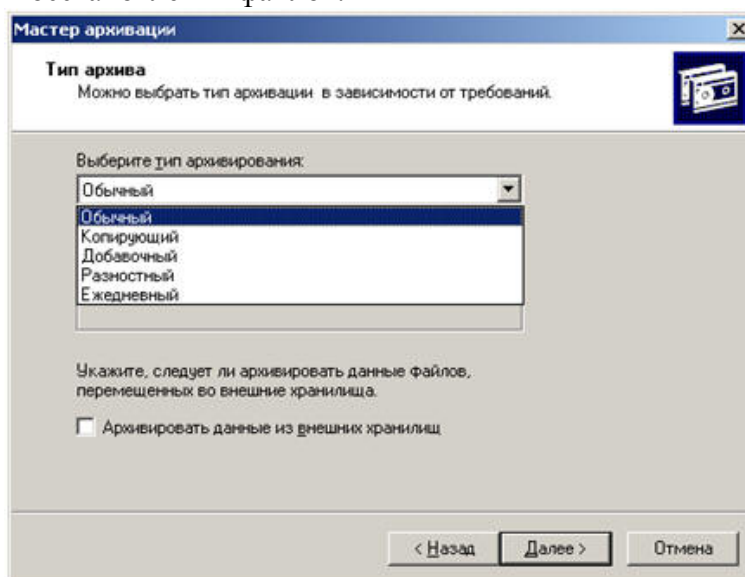 Мастер архивации
Тип архива
Можно выбрать тип архивации в зависимости от требований.
Выберите тип архивирования:
Обычный
Обычный
Копирующий
Добавочный
Разностный
Ежедневный
Укажите, следует ли архивировать данные файлов,
перемещенных во внешние хранилища.
Архивировать данные из внешних хранилищ
< Назад Далее > Отмена